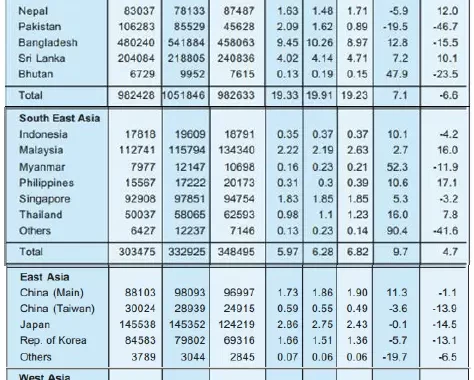 Nepal 83037 78133 87487 1.63 1.48 1.71 -5.9 12.0
Pakistan 106283 85529 45628 2.09 1.62 0.89 -19.5 -46.7
Bangladesh 480240 541884 458063 9.45 10.26 8.97 12.8 -15.5
Sri Lanka 204084 218805 240836 4.02 4.14 4.71 7.2 10.1
Bhutan 6729 9952 7615 0.13 0.19 0.15 47.9 -23.5
Total 982428 1051846 982633 19.33 19.91 19.23 7.1 -6.6
South East Asia
Indonesia 17818 19609 18791 0.35 0.37 0.37 10.1 -4.2
Malaysia 112741 115794 134340 2.22 2.19 2.63 2.7 16.0
Myanmar 7977 12147 10698 0.16 0.23 0.21 52.3 -11.9
Philippines 15567 17222 20173 0.31 0.3 0.39 10.6 17.1
Singapore 92908 97851 94754 1.83 1.85 1.85 5.3 -3.2
Thailand 50037 58065 62593 0.98 1.1 1.23 16.0 7.8
Others 6427 12237 7146 0.13 0.23 0.14 90.4 -41.6
Total 303475 332925 348495 5.97 6.28 6.82 9.7 4.7
East Asia
China (Main) 88103 98093 96997 1.73 1.86 1.90 11.3 -1.1
China (Taiwan) 30024 28939 24915 0.59 0.55 0.49 -3.6 -13.9
Japan 145538 145352 124219 2.86 2.75 2.43 -0.1 -14.5
Rep. of Korea 84583 79802 69316 1.66 1.51 1.36 -5.7 -13.1
Others 3789 3044 2845 0.07 0.06 0.06 -19.7 -6.5
West Asia